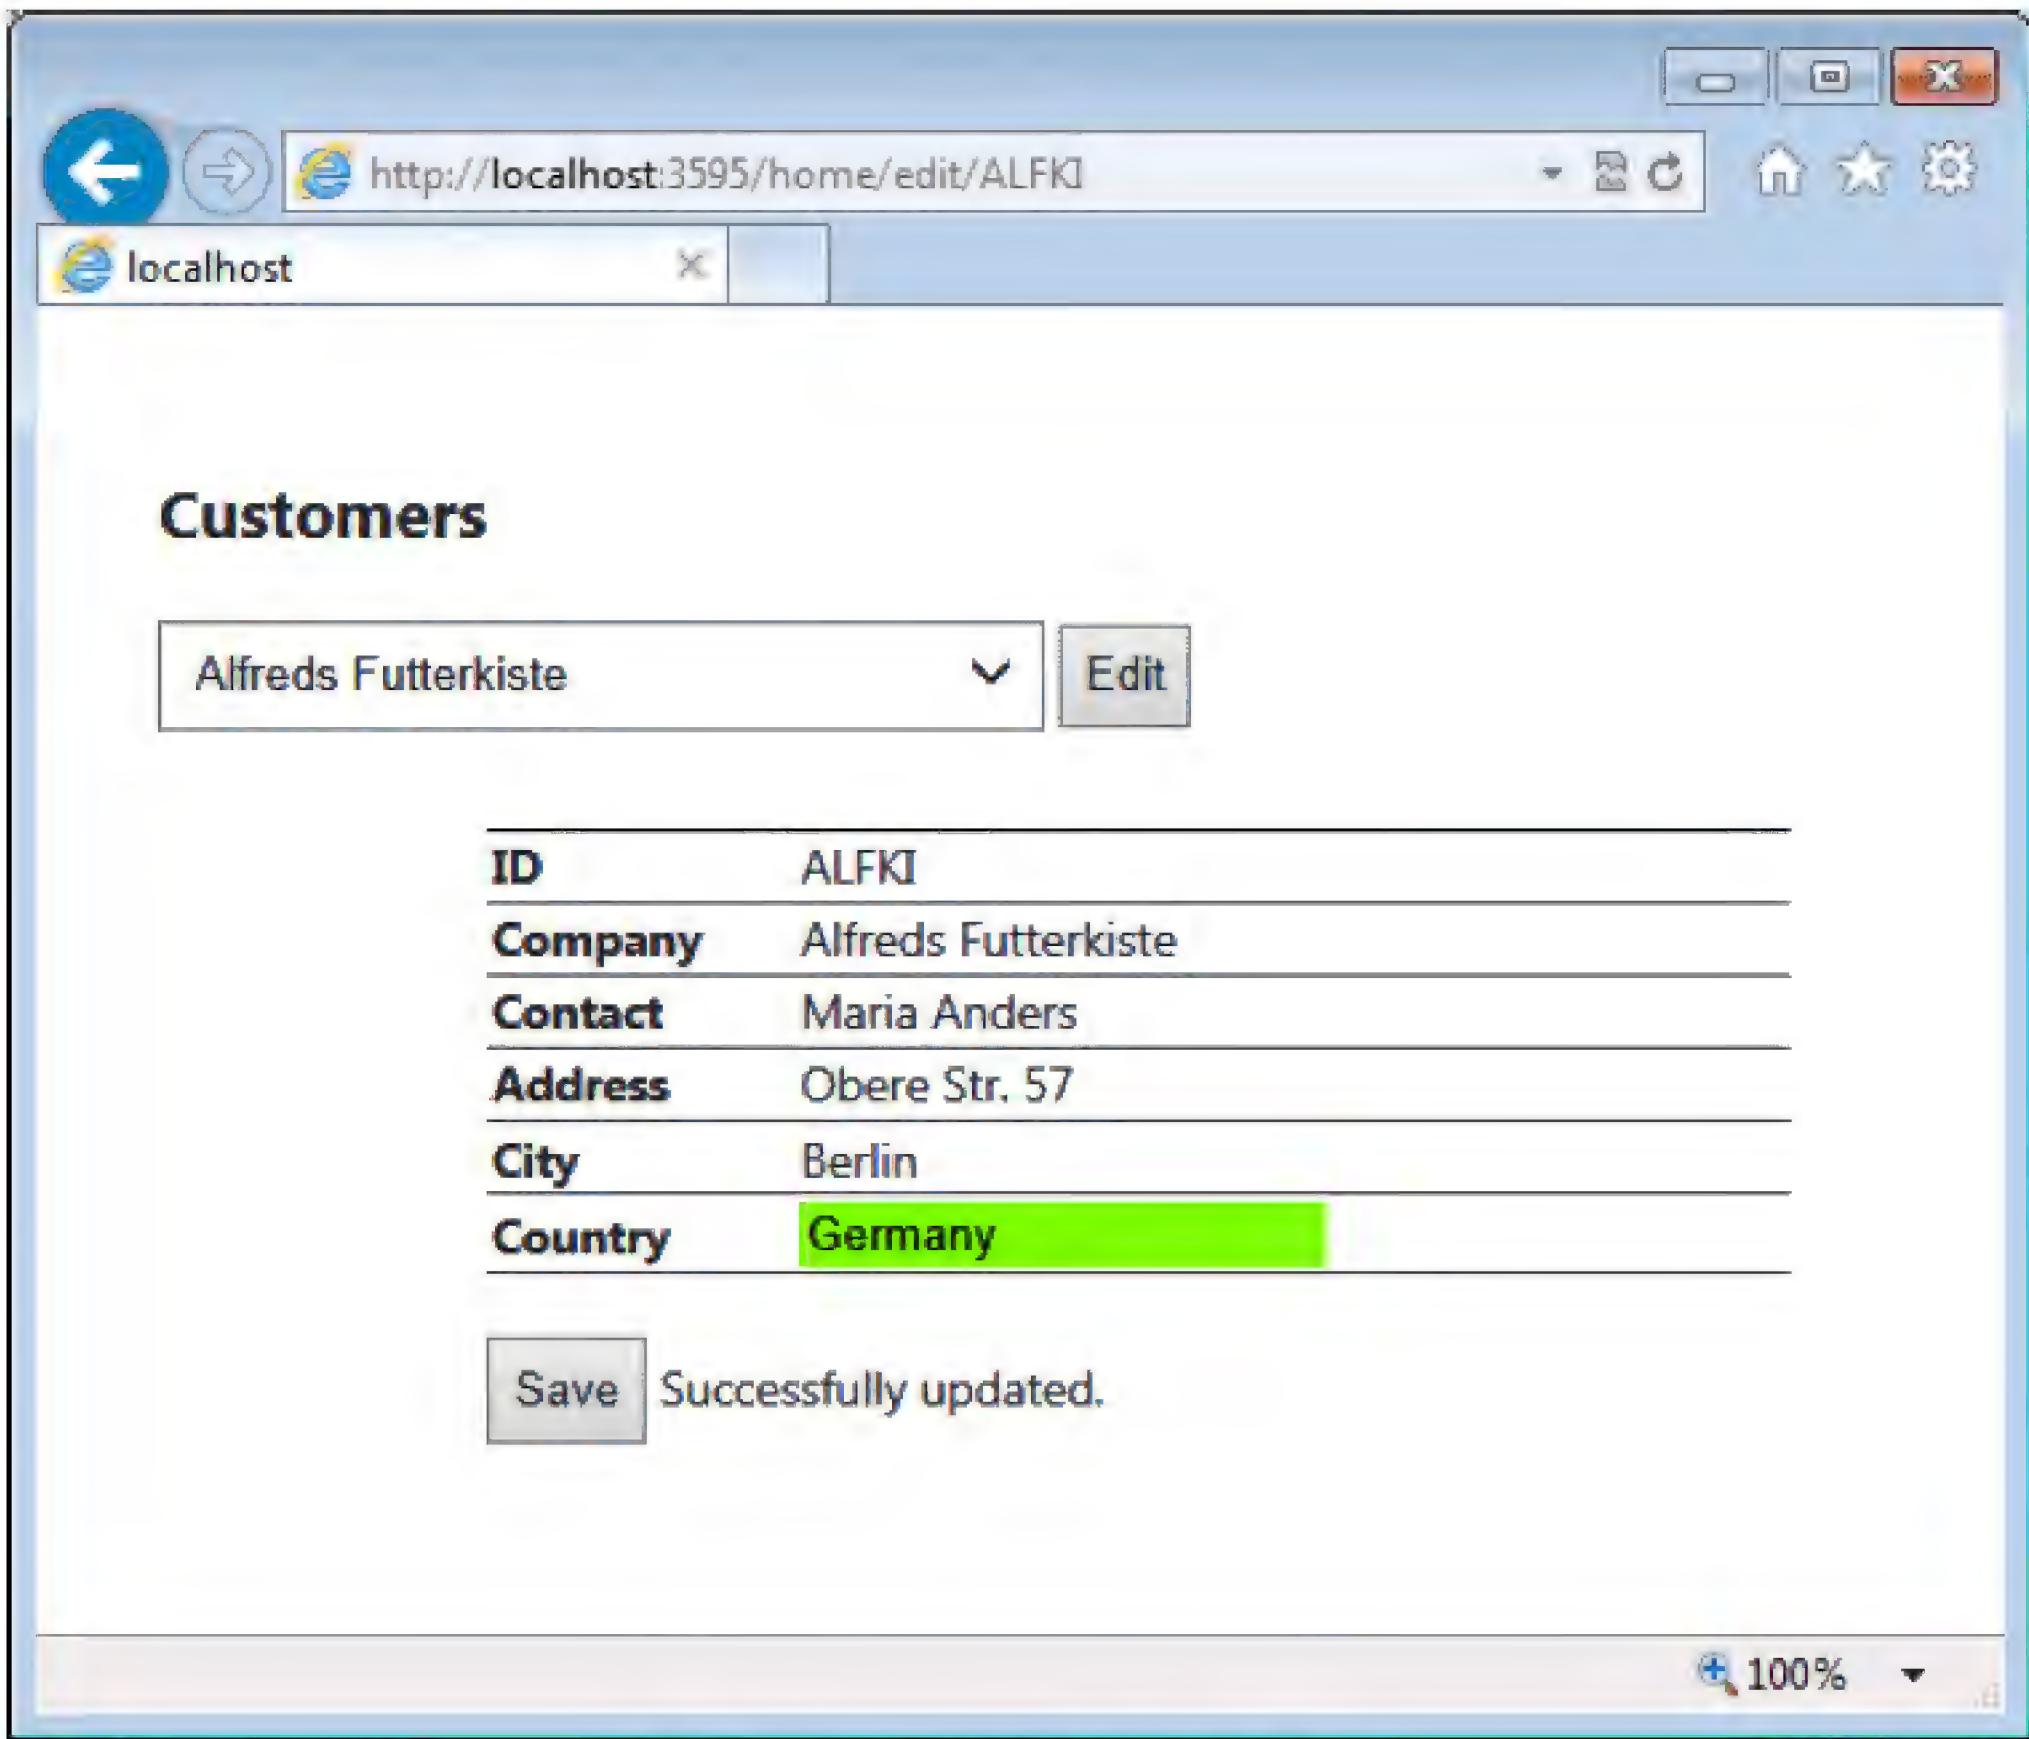 http://localhost:3595/home/edit/ALFKI
localhost
Customers
Alfreds Futterkiste
Edit
ID ALFKI
Company Alfreds Futterkiste
Contact Maria Anders
Address Obere Str. 57
City Berlin
Country Germany
Save Successfully updated.
100%